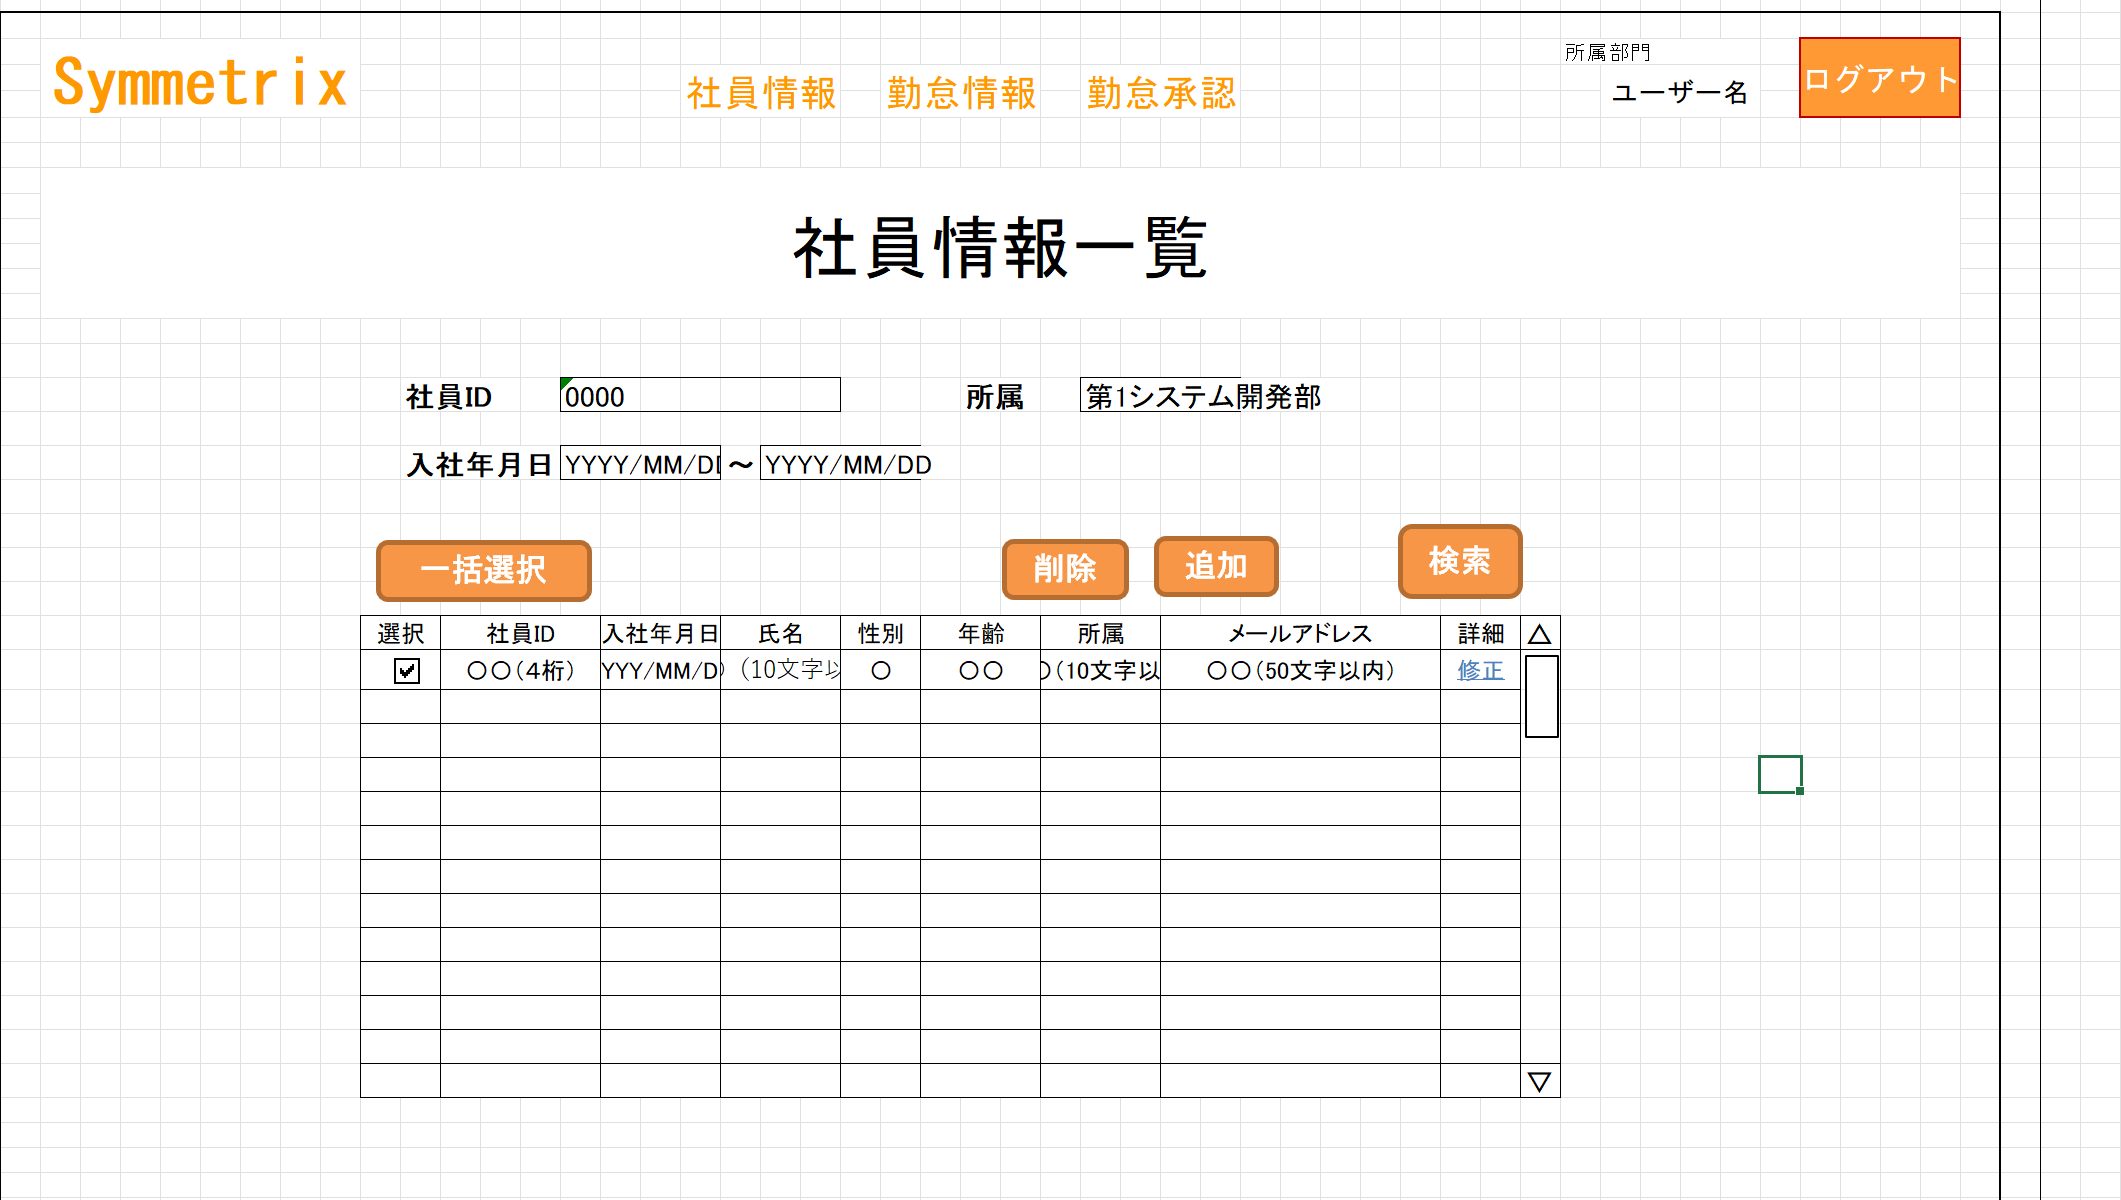 Symmetrix
社員情報 勤怠情報 勤怠承認
所属部門
ユーザー名
ログアウト
社員情報一覧
社員ID 0000 所属 第1システム開発部
入社年月日 YYYY/MM/DD ～ YYYY/MM/DD
一括選択 削除 追加 検索
選択 社員ID 入社年月日 氏名 性別 年齢 所属 メールアドレス 詳細 △
〇〇(4桁) YYY/MM/D (10文字以 〇 〇〇 (10文字以 〇〇(50文字以内) 修正
▽